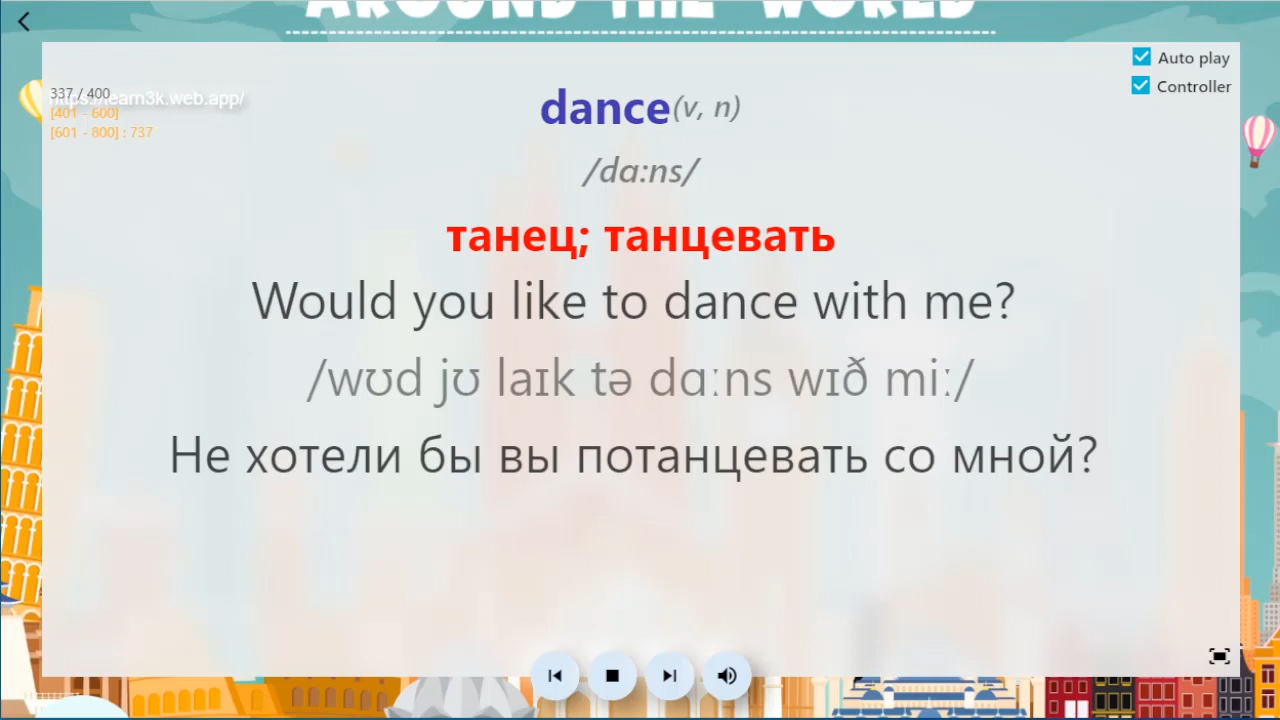 AROUND THE WORLD
Auto play
Controller
337 / 400
https://learn3k.web.app/
[401 - 600]
[601 - 800] : 737
dance(v, n)
/dɑ:ns/
танец; танцевать
Would you like to dance with me?
/wʊd jʊ laɪk tə dɑːns wɪð miː/
Не хотели бы вы потанцевать со мной?